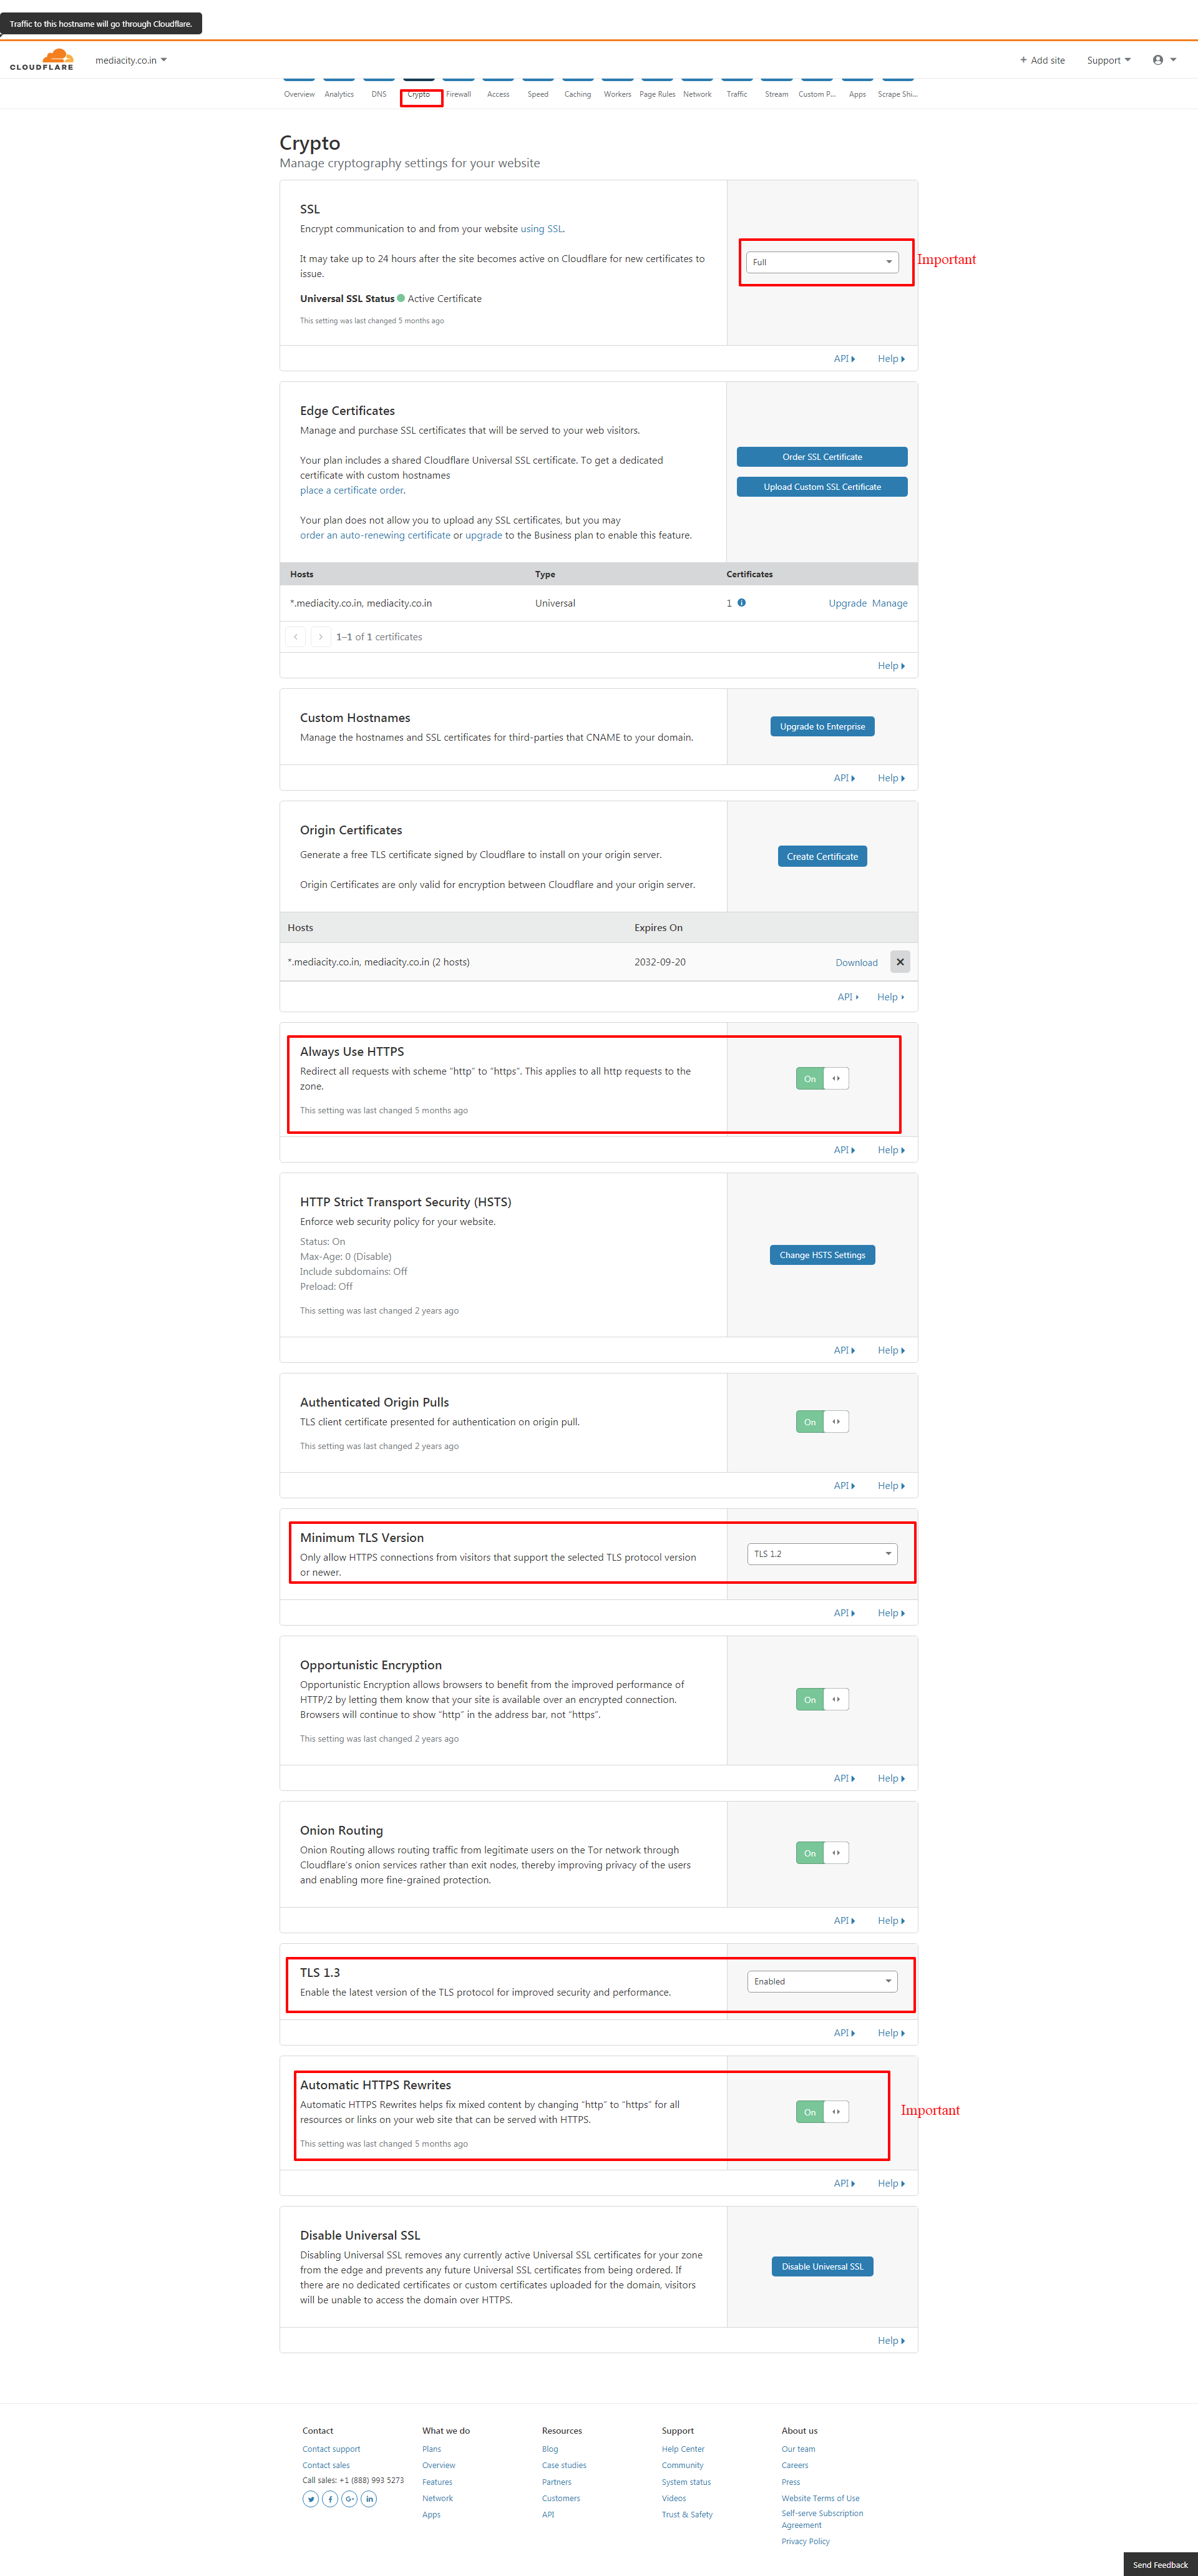 Traffic to this hostname will go through Cloudflare.
CLOUDFLARE
mediacity.co.in
+ Add site
Support
Overview
Analytics
DNS
Crypto
Firewall
Access
Speed
Caching
Workers
Page Rules
Network
Traffic
Stream
Custom P...
Apps
Scrape Shi...
Crypto
Manage cryptography settings for your website
SSL
Encrypt communication to and from your website using SSL.
It may take up to 24 hours after the site becomes active on Cloudflare for new certificates to
issue.
Universal SSL Status Active Certificate
This setting was last changed 5 months ago
Full
Important
API
Help
Edge Certificates
Manage and purchase SSL certificates that will be served to your web visitors.
Your plan includes a shared Cloudflare Universal SSL certificate. To get a dedicated
certificate with custom hostnames
place a certificate order.
Your plan does not allow you to upload any SSL certificates, but you may
order an auto-renewing certificate or upgrade to the Business plan to enable this feature.
Order SSL Certificate
Upload Custom SSL Certificate
Hosts
Type
Certificates
*.mediacity.co.in, mediacity.co.in
Universal
1
Upgrade
Manage
1–1 of 1 certificates
Help
Custom Hostnames
Manage the hostnames and SSL certificates for third-parties that CNAME to your domain.
Upgrade to Enterprise
API
Help
Origin Certificates
Generate a free TLS certificate signed by Cloudflare to install on your origin server.
Origin Certificates are only valid for encryption between Cloudflare and your origin server.
Create Certificate
Hosts
Expires On
*.mediacity.co.in, mediacity.co.in (2 hosts)
2032-09-20
Download
API
Help
Always Use HTTPS
Redirect all requests with scheme “http” to “https”. This applies to all http requests to the
zone.
This setting was last changed 5 months ago
On
API
Help
HTTP Strict Transport Security (HSTS)
Enforce web security policy for your website.
Status: On
Max-Age: 0 (Disable)
Include subdomains: Off
Preload: Off
This setting was last changed 2 years ago
Change HSTS Settings
API
Help
Authenticated Origin Pulls
TLS client certificate presented for authentication on origin pull.
This setting was last changed 2 years ago
On
API
Help
Minimum TLS Version
Only allow HTTPS connections from visitors that support the selected TLS protocol version
or newer.
TLS 1.2
API
Help
Opportunistic Encryption
Opportunistic Encryption allows browsers to benefit from the improved performance of
HTTP/2 by letting them know that your site is available over an encrypted connection.
Browsers will continue to show “http” in the address bar, not “https”.
This setting was last changed 2 years ago
On
API
Help
Onion Routing
Onion Routing allows routing traffic from legitimate users on the Tor network through
Cloudflare’s onion services rather than exit nodes, thereby improving privacy of the users
and enabling more fine-grained protection.
On
API
Help
TLS 1.3
Enable the latest version of the TLS protocol for improved security and performance.
Enabled
API
Help
Automatic HTTPS Rewrites
Automatic HTTPS Rewrites helps fix mixed content by changing “http” to “https” for all
resources or links on your web site that can be served with HTTPS.
This setting was last changed 5 months ago
On
Important
API
Help
Disable Universal SSL
Disabling Universal SSL removes any currently active Universal SSL certificates for your zone
from the edge and prevents any future Universal SSL certificates from being ordered. If
there are no dedicated certificates or custom certificates uploaded for the domain, visitors
will be unable to access the domain over HTTPS.
Disable Universal SSL
Help
Contact
Contact support
Contact sales
Call sales: +1 (888) 993 5273
What we do
Plans
Overview
Features
Network
Apps
Resources
Blog
Case studies
Partners
Customers
API
Support
Help Center
Community
System status
Videos
Trust & Safety
About us
Our team
Careers
Press
Website Terms of Use
Self-serve Subscription
Agreement
Privacy Policy
Send Feedback